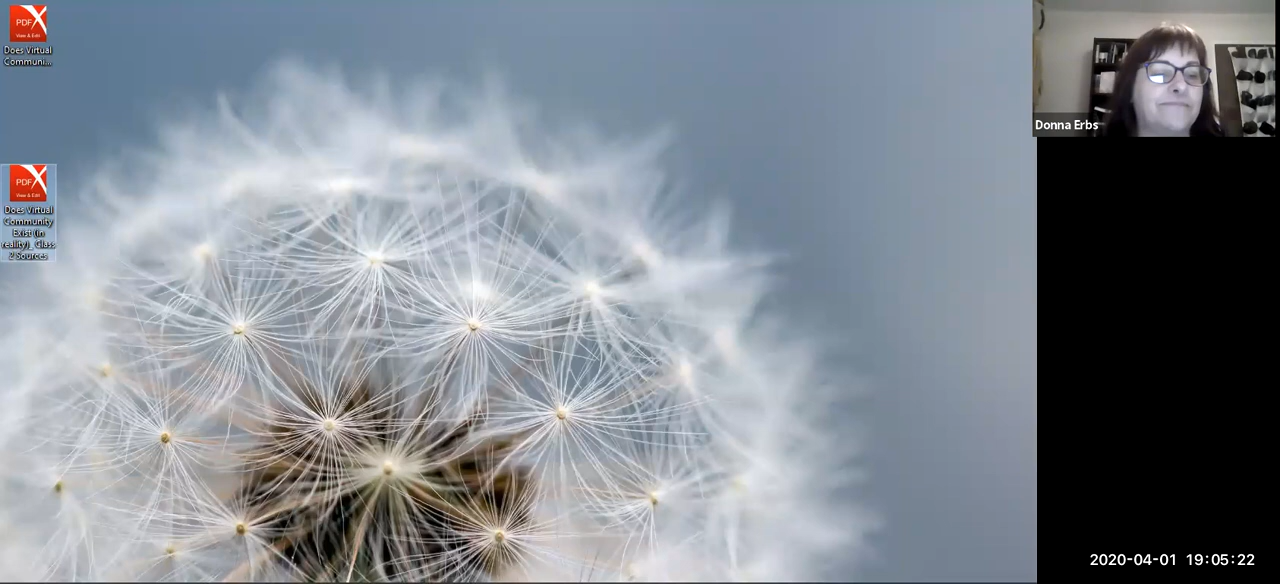 PDF X
View & Edit
Does Virtual
Communi...
PDF X
View & Edit
Does Virtual
Community
Exist (in
reality)_ Class
2 Sources
Donna Erbs
2020-04-01 19:05:22